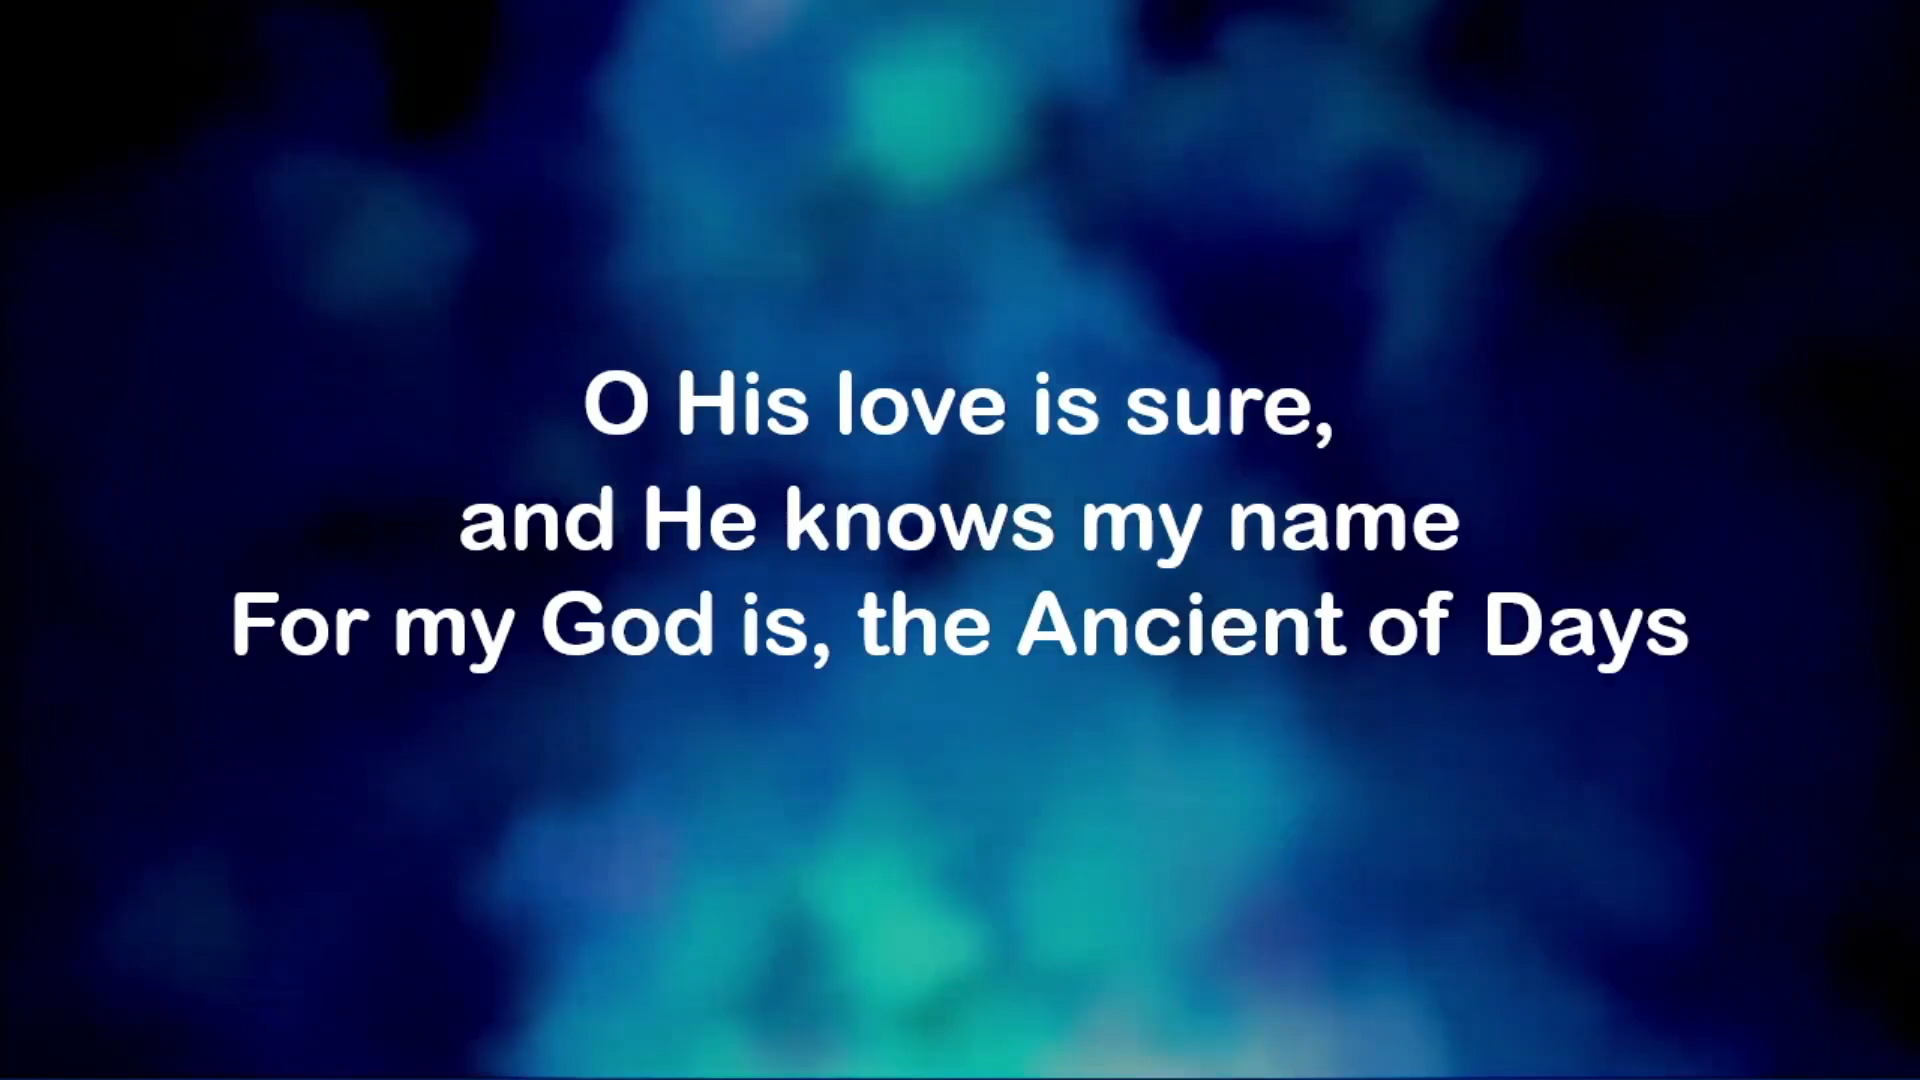 O His love is sure,
and He knows my name
For my God is, the Ancient of Days